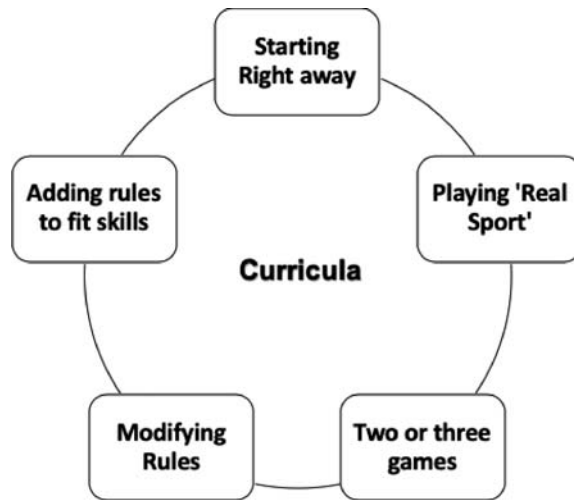 Starting
Right away
Adding rules
to fit skills
Playing 'Real
Sport'
Curricula
Modifying
Rules
Two or three
games